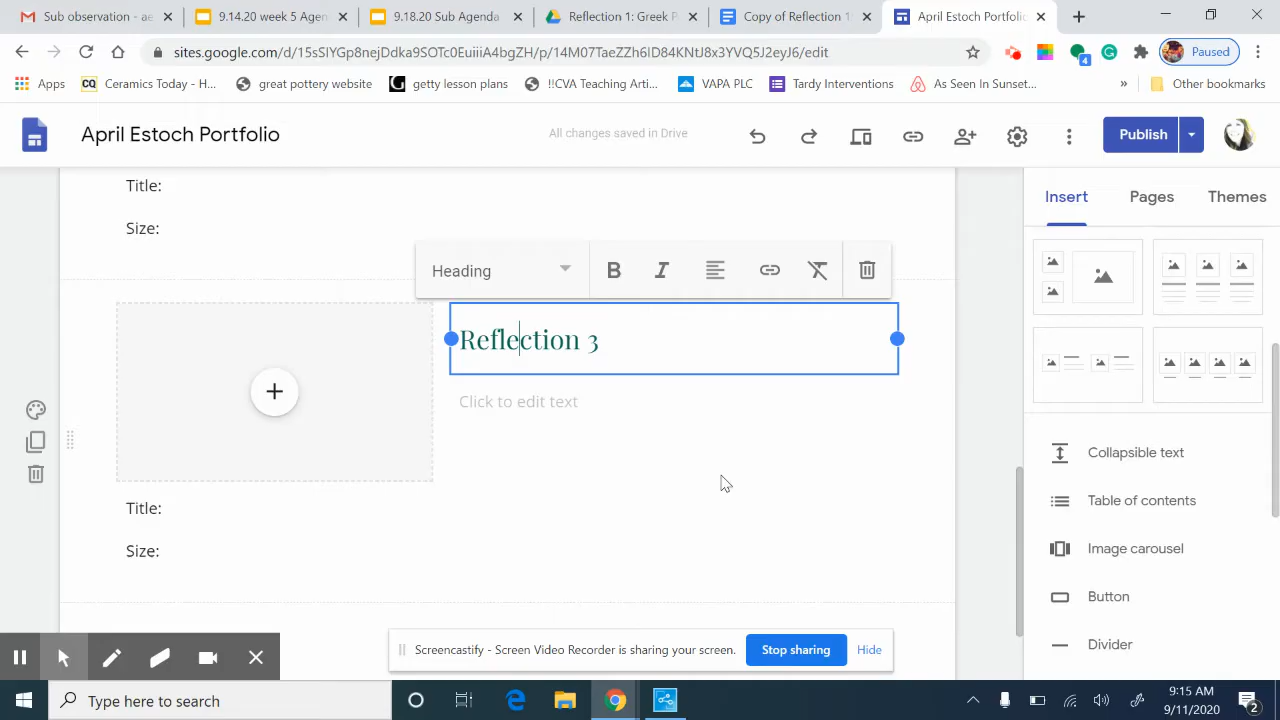 Sub observation - ae
9.14.20 week 5 Agen
9.18.20 Sub Agenda
Reflection 1 Greek P
Copy of Reflection 1
April Estoch Portfolio
sites.google.com/d/15sSlYGp8nejDdka9SOTc0EujiiA4bgZH/p/14M07TaeZZh6lD84KNtJ8x3YVQ5J2eyJ6/edit
4
Paused
Apps
CQ
Ceramics Today - H...
great pottery website
G
getty lesson plans
!!CVA Teaching Arti...
VAPA PLC
Tardy Interventions
As Seen In Sunset...
»
Other bookmarks
April Estoch Portfolio
All changes saved in Drive
Publish
Title:
Size:
Insert
Pages
Themes
Heading
B
I
Reflection 3
Click to edit text
Title:
Size:
Collapsible text
Table of contents
Image carousel
Button
Divider
Screencastify - Screen Video Recorder is sharing your screen.
Stop sharing
Hide
Type here to search
9:15 AM
9/11/2020
2